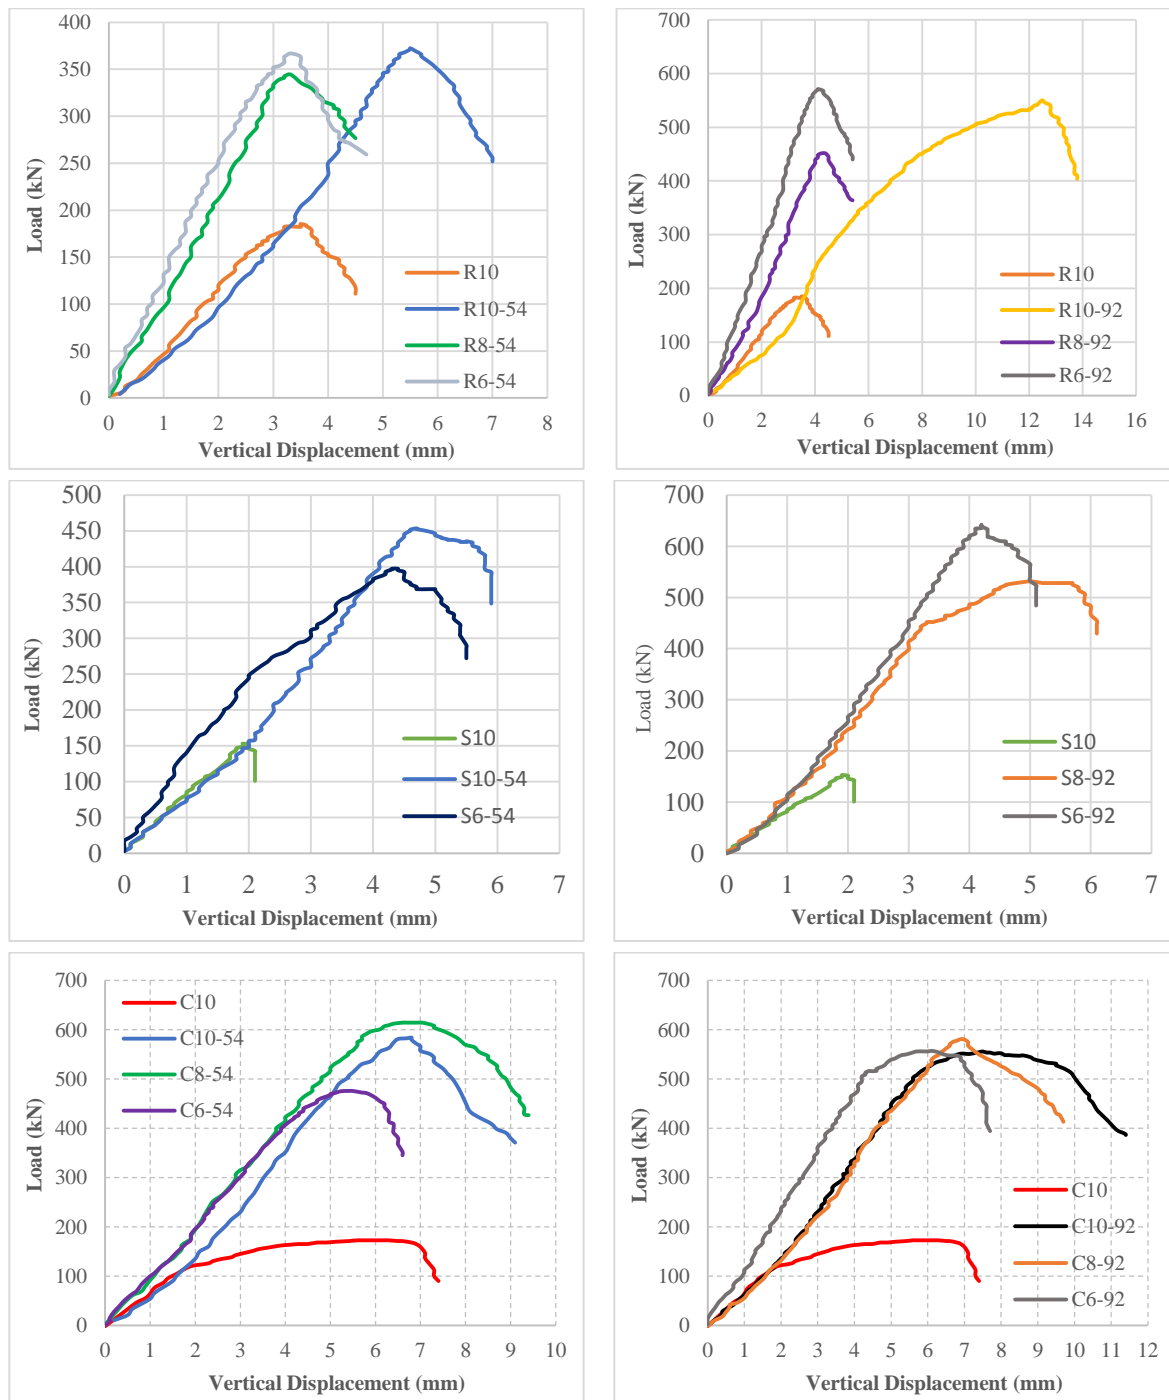 400
350
300
250
200
150
100
50
0
Load (kN)
R10
R10-54
R8-54
R6-54
0 1 2 3 4 5 6 7 8
Vertical Displacement (mm)
700
600
500
400
300
200
100
0
Load (kN)
R10
R10-92
R8-92
R6-92
0 2 4 6 8 10 12 14 16
Vertical Displacement (mm)
500
450
400
350
300
250
200
150
100
50
0
Load (kN)
S10
S10-54
S6-54
0 1 2 3 4 5 6 7
Vertical Displacement (mm)
700
600
500
400
300
200
100
0
Load (kN)
S10
S8-92
S6-92
0 1 2 3 4 5 6 7
Vertical Displacement (mm)
700
600
500
400
300
200
100
0
Load (kN)
C10
C10-54
C8-54
C6-54
0 1 2 3 4 5 6 7 8 9 10
Vertical Displacement (mm)
700
600
500
400
300
200
100
0
Load (kN)
C10
C10-92
C8-92
C6-92
0 1 2 3 4 5 6 7 8 9 10 11 12
Vertical Displacement (mm)